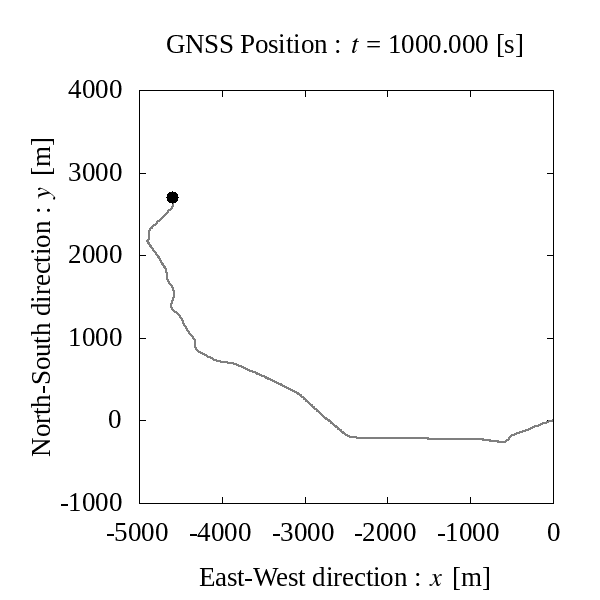 GNSS Position : t = 1000.000 [s]
4000
3000
2000
1000
0
-1000
North-South direction : y [m]
-5000 -4000 -3000 -2000 -1000 0
East-West direction : x [m]